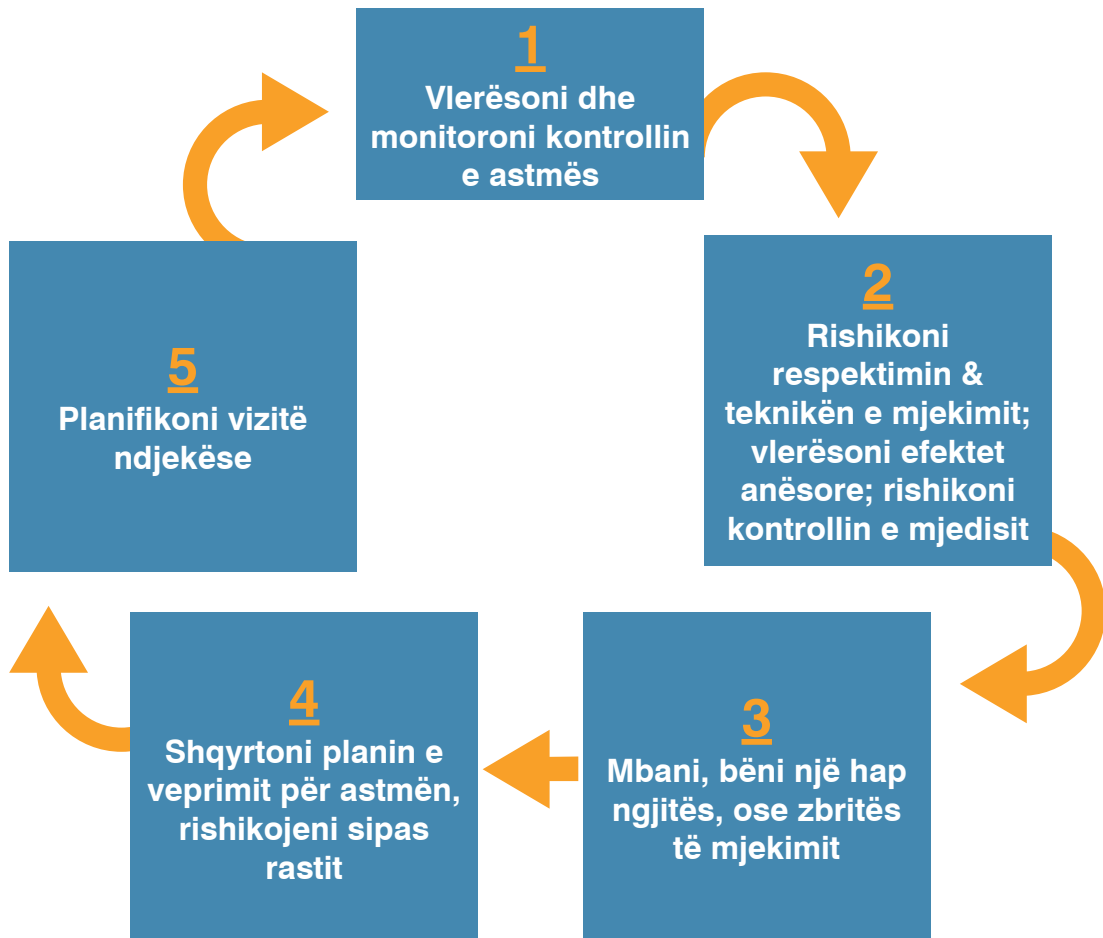 1
Vlerësoni dhe
monitoroni kontrollin
e astmës
2
Rishikoni
respektimin &
teknikën e mjekimit;
vlerësoni efektet
anësore; rishikoni
kontrollin e mjedisit
3
Mbani, bëni një hap
ngjitës, ose zbritës
të mjekimit
4
Shqyrtoni planin e
veprimit për astmën,
rishikojeni sipas
rastit
5
Planifikoni vizitë
ndjekëse